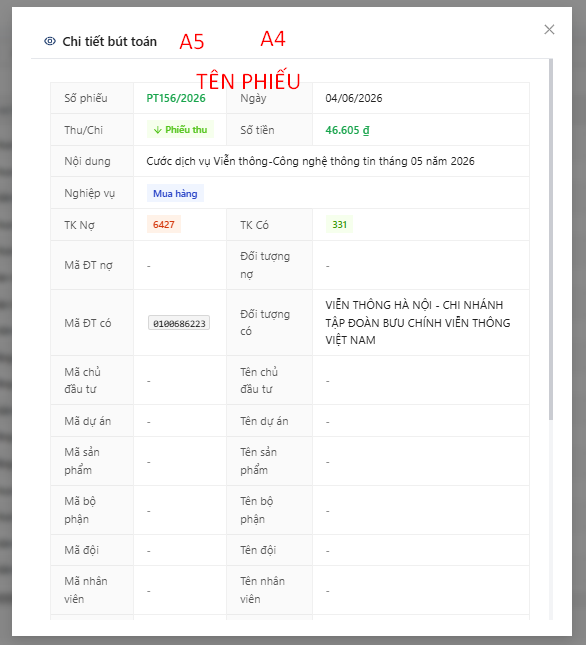 Chi tiết bút toán A5 A4
TÊN PHIẾU
Số phiếu PT156/2026 Ngày 04/06/2026
Thu/Chi Phiếu thu Số tiền 46.605 ₫
Nội dung Cước dịch vụ Viễn thông-Công nghệ thông tin tháng 05 năm 2026
Nghiệp vụ Mua hàng
TK Nợ 6427 TK Có 331
Mã ĐT nợ - Đối tượng
nợ -
Mã ĐT có 0100686223 Đối tượng
có VIỄN THÔNG HÀ NỘI - CHI NHÁNH
TẬP ĐOÀN BƯU CHÍNH VIỄN THÔNG
VIỆT NAM
Mã chủ
đầu tư - Tên chủ
đầu tư -
Mã dự án - Tên dự án -
Mã sản
phẩm - Tên sản
phẩm -
Mã bộ
phận - Tên bộ
phận -
Mã đội - Tên đội -
Mã nhân
viên - Tên nhân
viên -